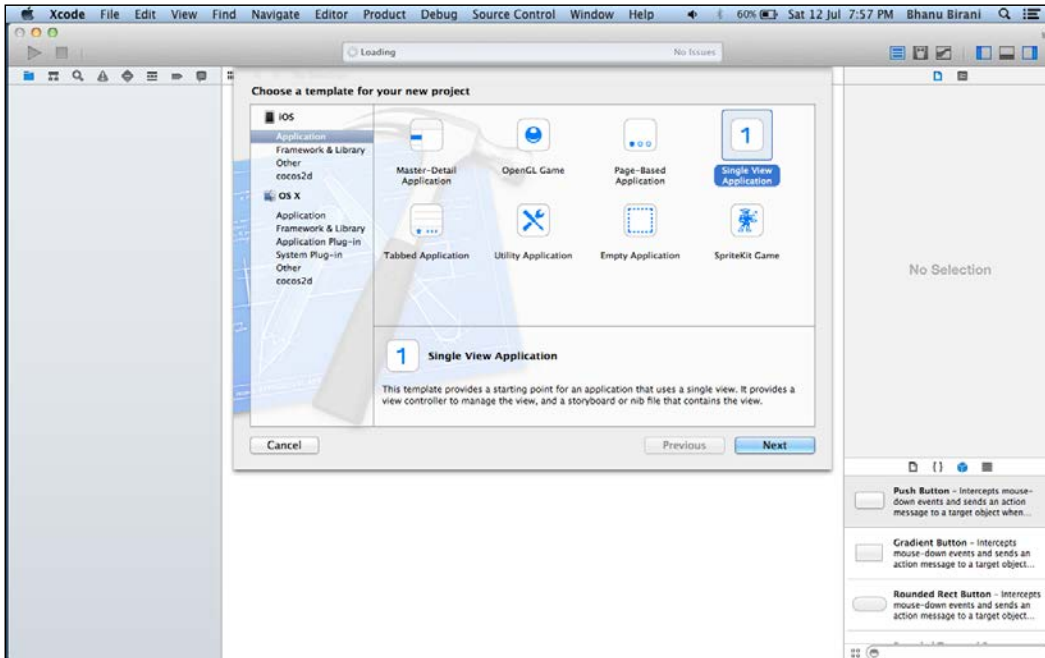 Xcode File Edit View Find Navigate Editor Product Debug Source Control Window Help 60% Sat 12 Jul 7:57 PM Bhanu Birani
Loading
No Issues
Choose a template for your new project
iOS
Application
Framework & Library
Other
cocos2d
OS X
Application
Framework & Library
Application Plug-in
System Plug-in
Other
cocos2d
Master-Detail
Application
OpenGL Game
Page-Based
Application
1
Single View
Application
Tabbed Application
Utility Application
Empty Application
SpriteKit Game
1
Single View Application
This template provides a starting point for an application that uses a single view. It provides a
view controller to manage the view, and a storyboard or nib file that contains the view.
Cancel
Previous
Next
No Selection
{}
Push Button - Intercepts mouse-
down events and sends an action
message to a target object when...
Gradient Button - Intercepts
mouse-down events and sends an
action message to a target object...
Rounded Rect Button - Intercepts
mouse-down events and sends an
action message to a target object...